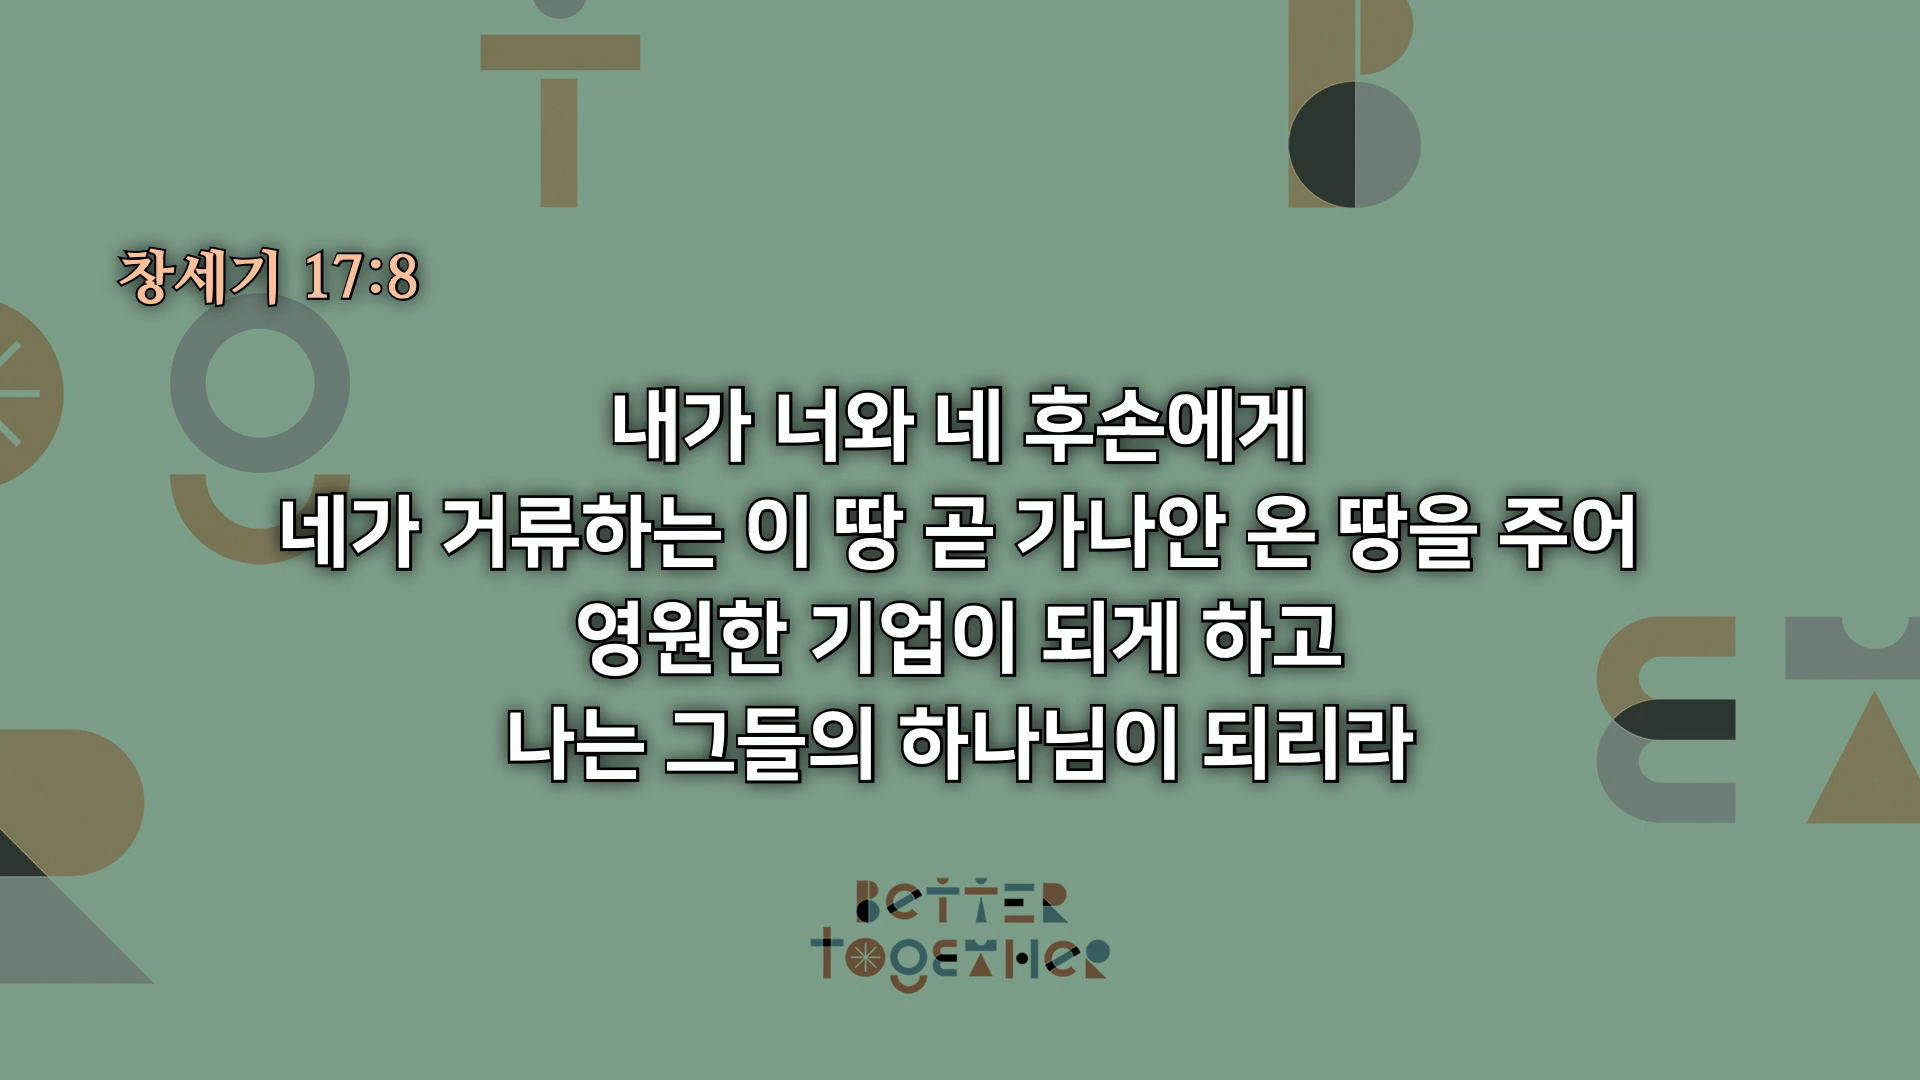 창세기 17:8
내가 너와 네 후손에게
네가 거류하는 이 땅 곧 가나안 온 땅을 주어
영원한 기업이 되게 하고
나는 그들의 하나님이 되리라
BETTER
TOGETHER